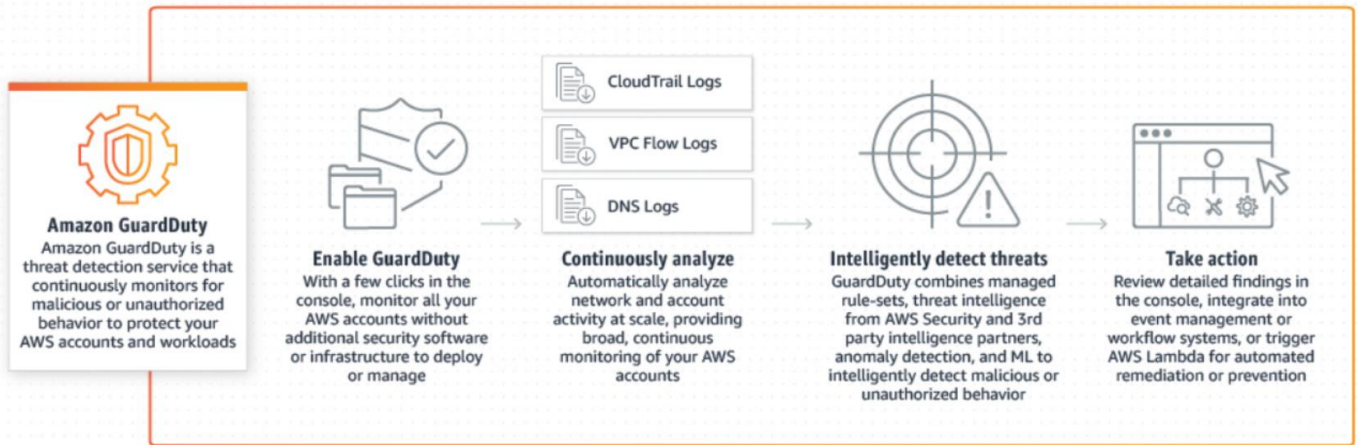 Amazon GuardDuty
Amazon GuardDuty is a
threat detection service that
continuously monitors for
malicious or unauthorized
behavior to protect your
AWS accounts and workloads
Enable GuardDuty
With a few clicks in the
console, monitor all your
AWS accounts without
additional security software
or infrastructure to deploy
or manage
CloudTrail Logs
VPC Flow Logs
DNS Logs
Continuously analyze
Automatically analyze
network and account
activity at scale, providing
broad, continuous
monitoring of your AWS
accounts
Intelligently detect threats
GuardDuty combines managed
rule-sets, threat intelligence
from AWS Security and 3rd
party intelligence partners,
anomaly detection, and ML to
intelligently detect malicious or
unauthorized behavior
Take action
Review detailed findings in
the console, integrate into
event management or
workflow systems, or trigger
AWS Lambda for automated
remediation or prevention